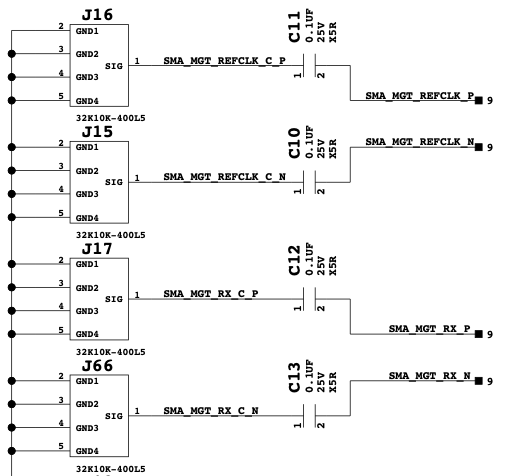 J16
2 GND1
3 GND2
4 GND3
5 GND4
SIG 1
32K10K-400L5
SMA_MGT_REFCLK_C_P
C11
0.1UF
25V
X5R
1 2
SMA_MGT_REFCLK_P 9
J15
2 GND1
3 GND2
4 GND3
5 GND4
SIG 1
32K10K-400L5
SMA_MGT_REFCLK_C_N
C10
0.1UF
25V
X5R
1 2
SMA_MGT_REFCLK_N 9
J17
2 GND1
3 GND2
4 GND3
5 GND4
SIG 1
32K10K-400L5
SMA_MGT_RX_C_P
C12
0.1UF
25V
X5R
1 2
SMA_MGT_RX_P 9
J66
2 GND1
3 GND2
4 GND3
5 GND4
SIG 1
32K10K-400L5
SMA_MGT_RX_C_N
C13
0.1UF
25V
X5R
1 2
SMA_MGT_RX_N 9